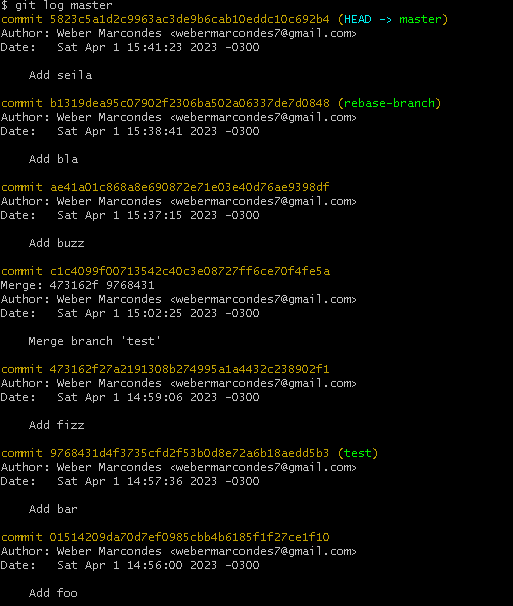 $ git log master
commit 5823c5a1d2c9963ac3de9b6cab10eddc10c692b4 (HEAD -> master)
Author: Weber Marcondes <webermarcondes7@gmail.com>
Date:   Sat Apr 1 15:41:23 2023 -0300
    Add seila
commit b1319dea95c07902f2306ba502a06337de7d0848 (rebase-branch)
Author: Weber Marcondes <webermarcondes7@gmail.com>
Date:   Sat Apr 1 15:38:41 2023 -0300
    Add bla
commit ae41a01c868a8e690872e71e03e40d76ae9398df
Author: Weber Marcondes <webermarcondes7@gmail.com>
Date:   Sat Apr 1 15:37:15 2023 -0300
    Add buzz
commit c1c4099f00713542c40c3e08727ff6ce70f4fe5a
Merge: 473162f 9768431
Author: Weber Marcondes <webermarcondes7@gmail.com>
Date:   Sat Apr 1 15:02:25 2023 -0300
    Merge branch 'test'
commit 473162f27a2191308b274995a1a4432c238902f1
Author: Weber Marcondes <webermarcondes7@gmail.com>
Date:   Sat Apr 1 14:59:06 2023 -0300
    Add fizz
commit 9768431d4f3735cfd2f53b0d8e72a6b18aedd5b3 (test)
Author: Weber Marcondes <webermarcondes7@gmail.com>
Date:   Sat Apr 1 14:57:36 2023 -0300
    Add bar
commit 01514209da70d7ef0985cbb4b6185f1f27ce1f10
Author: Weber Marcondes <webermarcondes7@gmail.com>
Date:   Sat Apr 1 14:56:00 2023 -0300
    Add foo